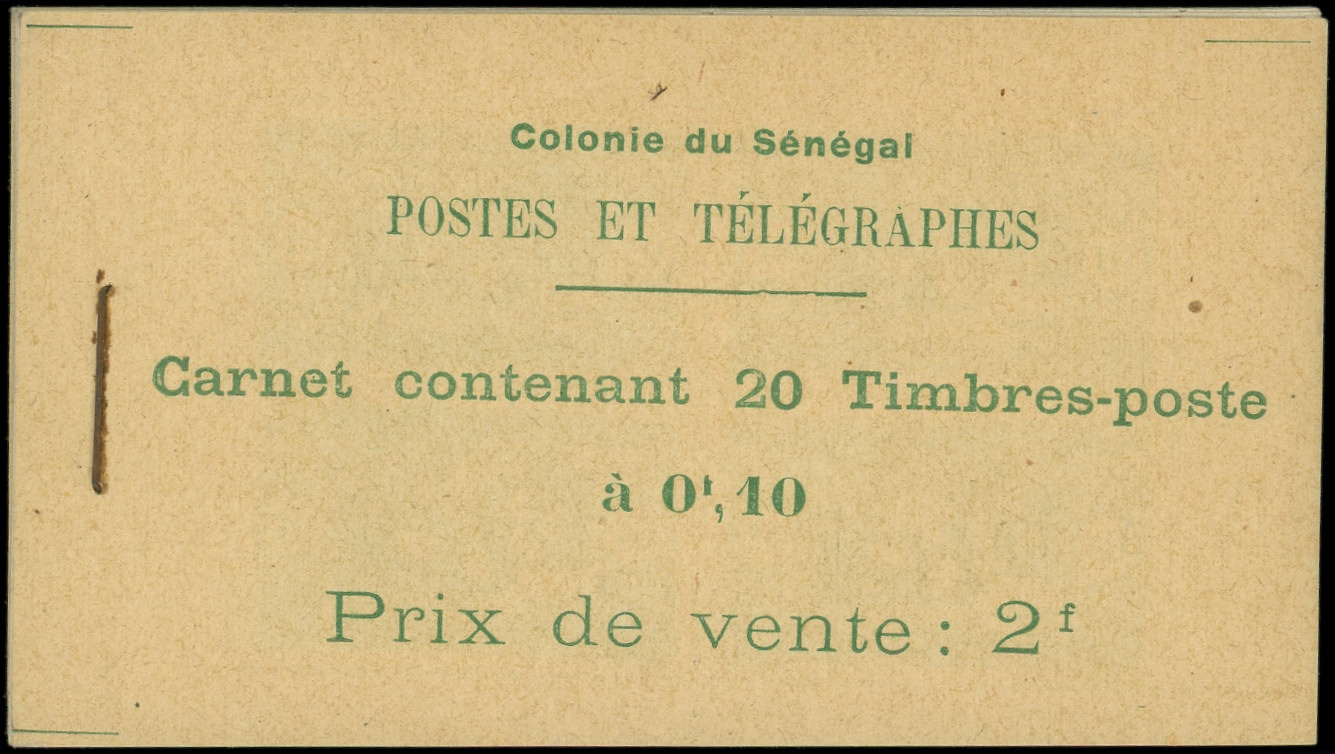 Colonie du Sénégal
POSTES ET TÉLÉGRAPHES
Carnet contenant 20 Timbres-poste
à 0ᶠ,10
Prix de vente : 2ᶠ